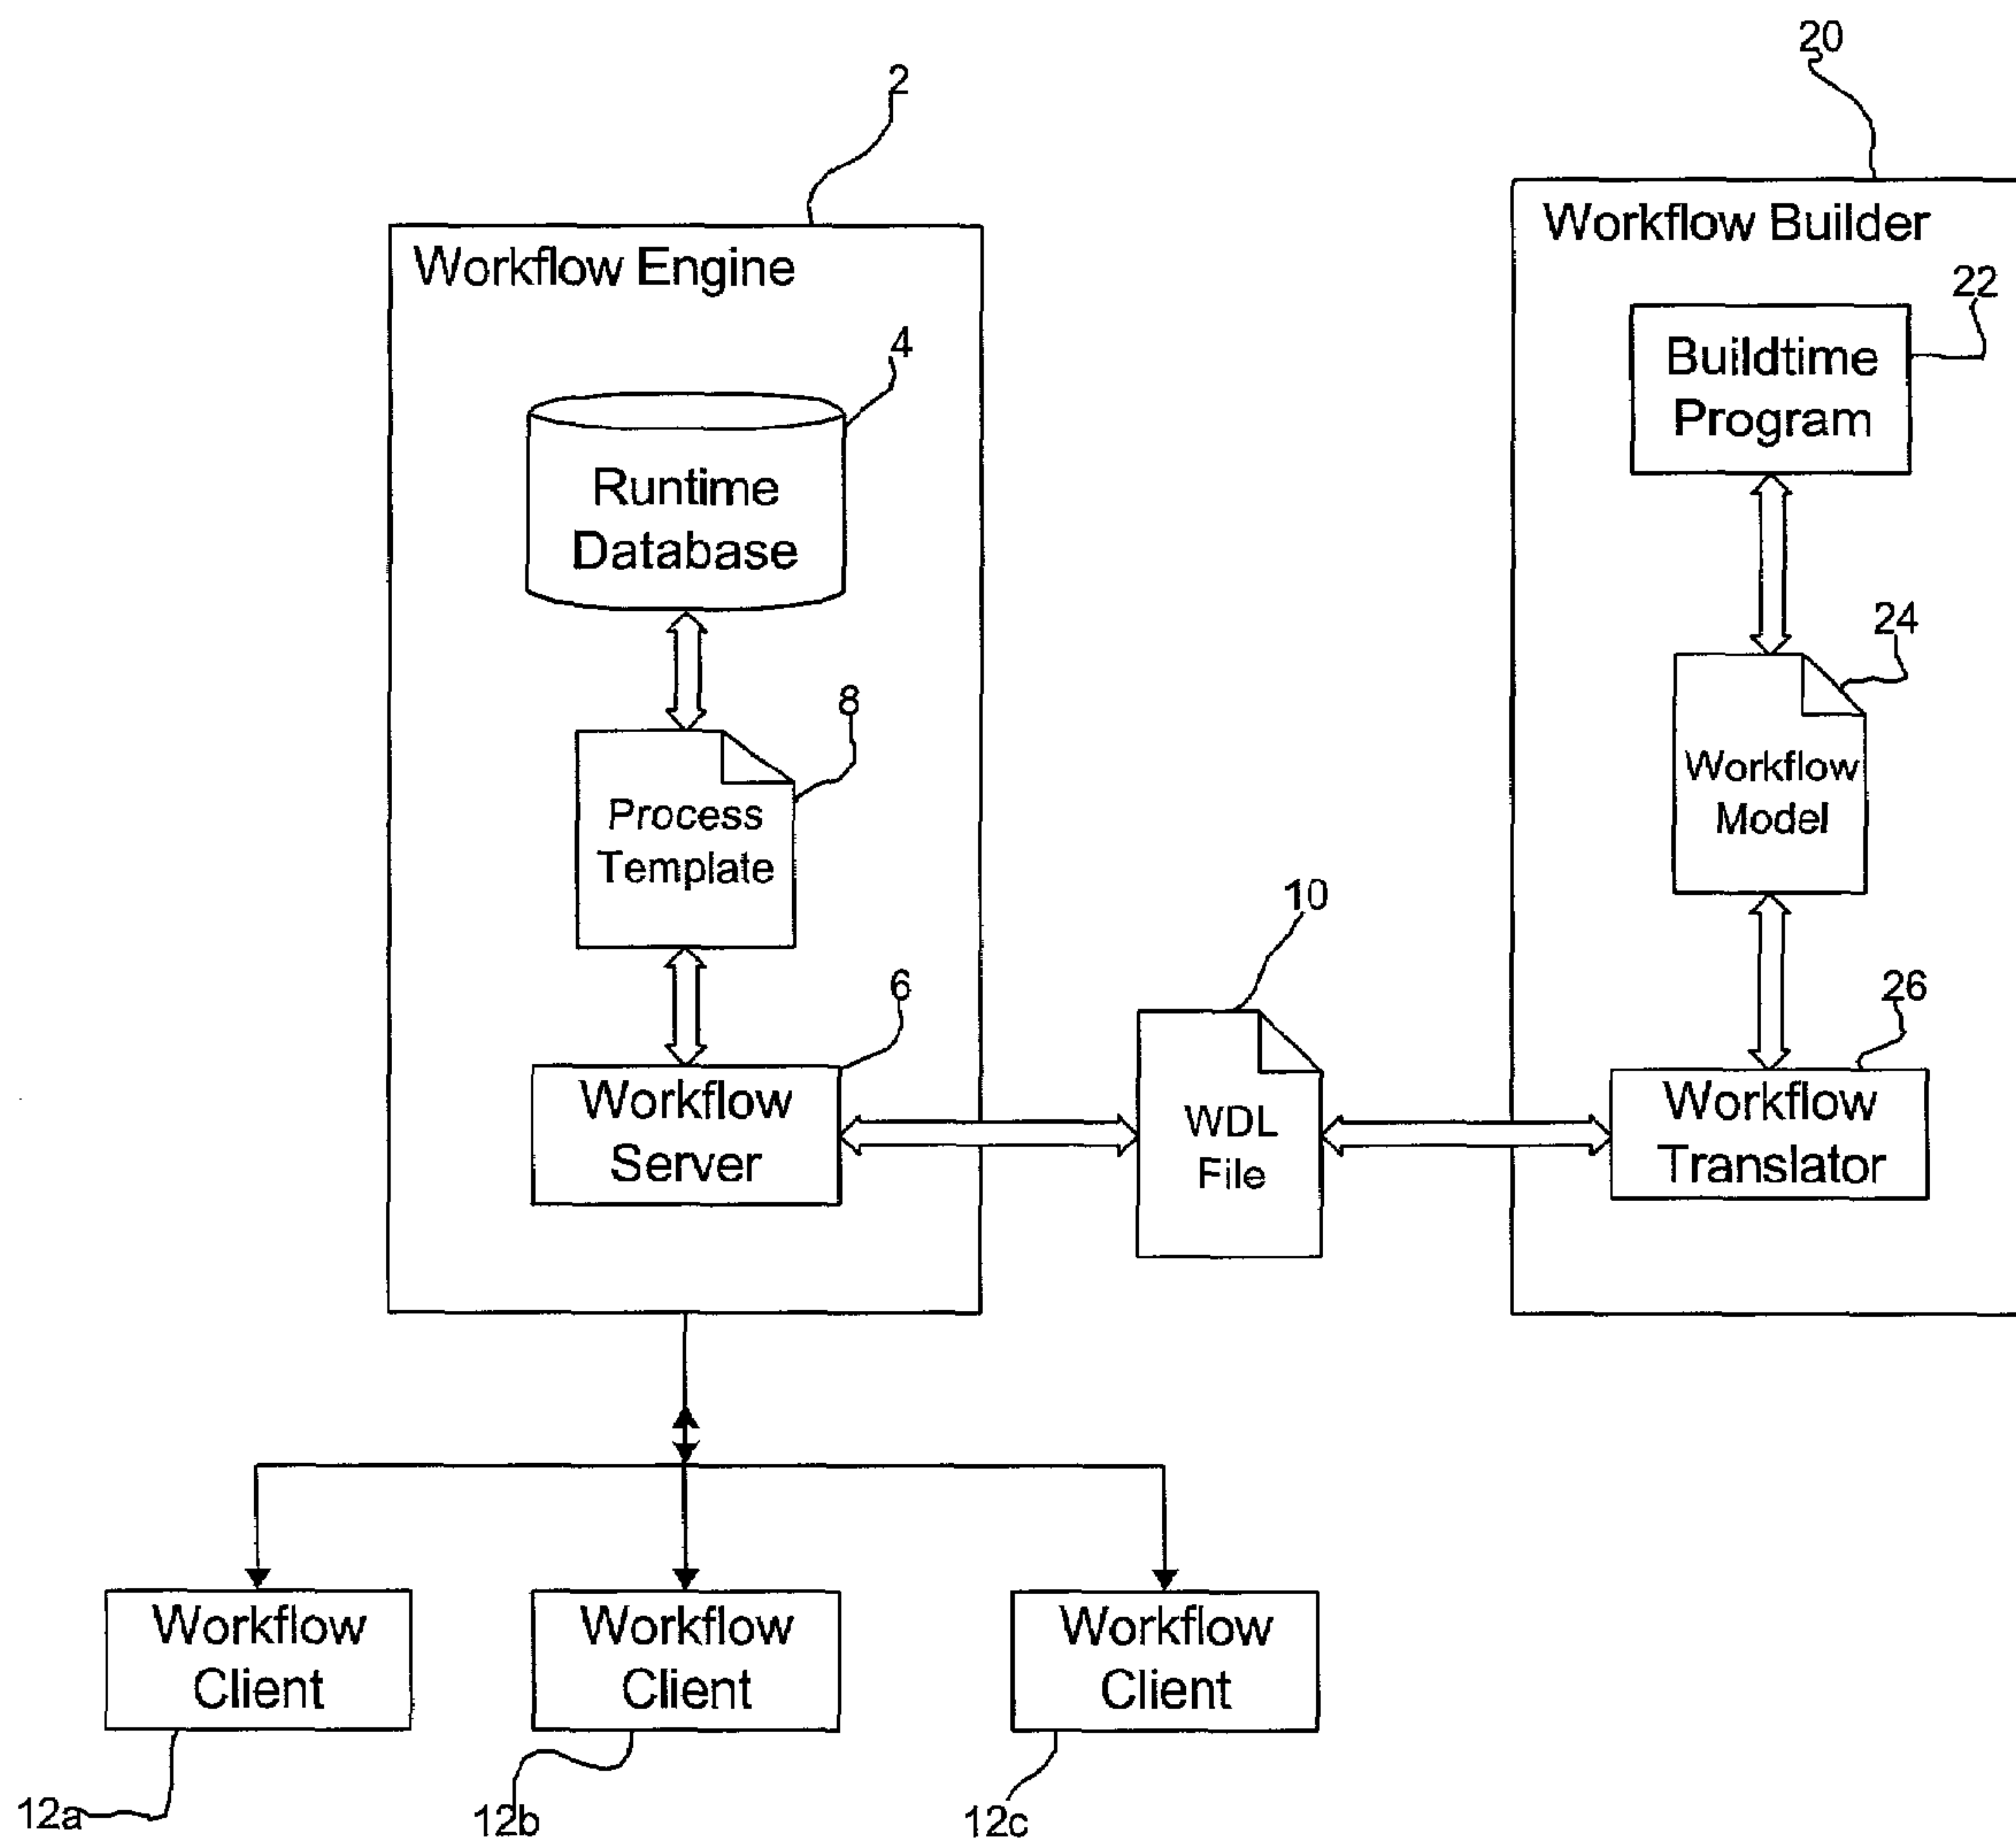 20
2
Workflow Builder
Workflow Engine
22
Buildtime
Program
4
Runtime
Database
24
8
Workflow
Model
Process
Template
10
6
26
Workflow
Server
WDL
File
Workflow
Translator
Workflow
Client
Workflow
Client
Workflow
Client
12a
12b
12c